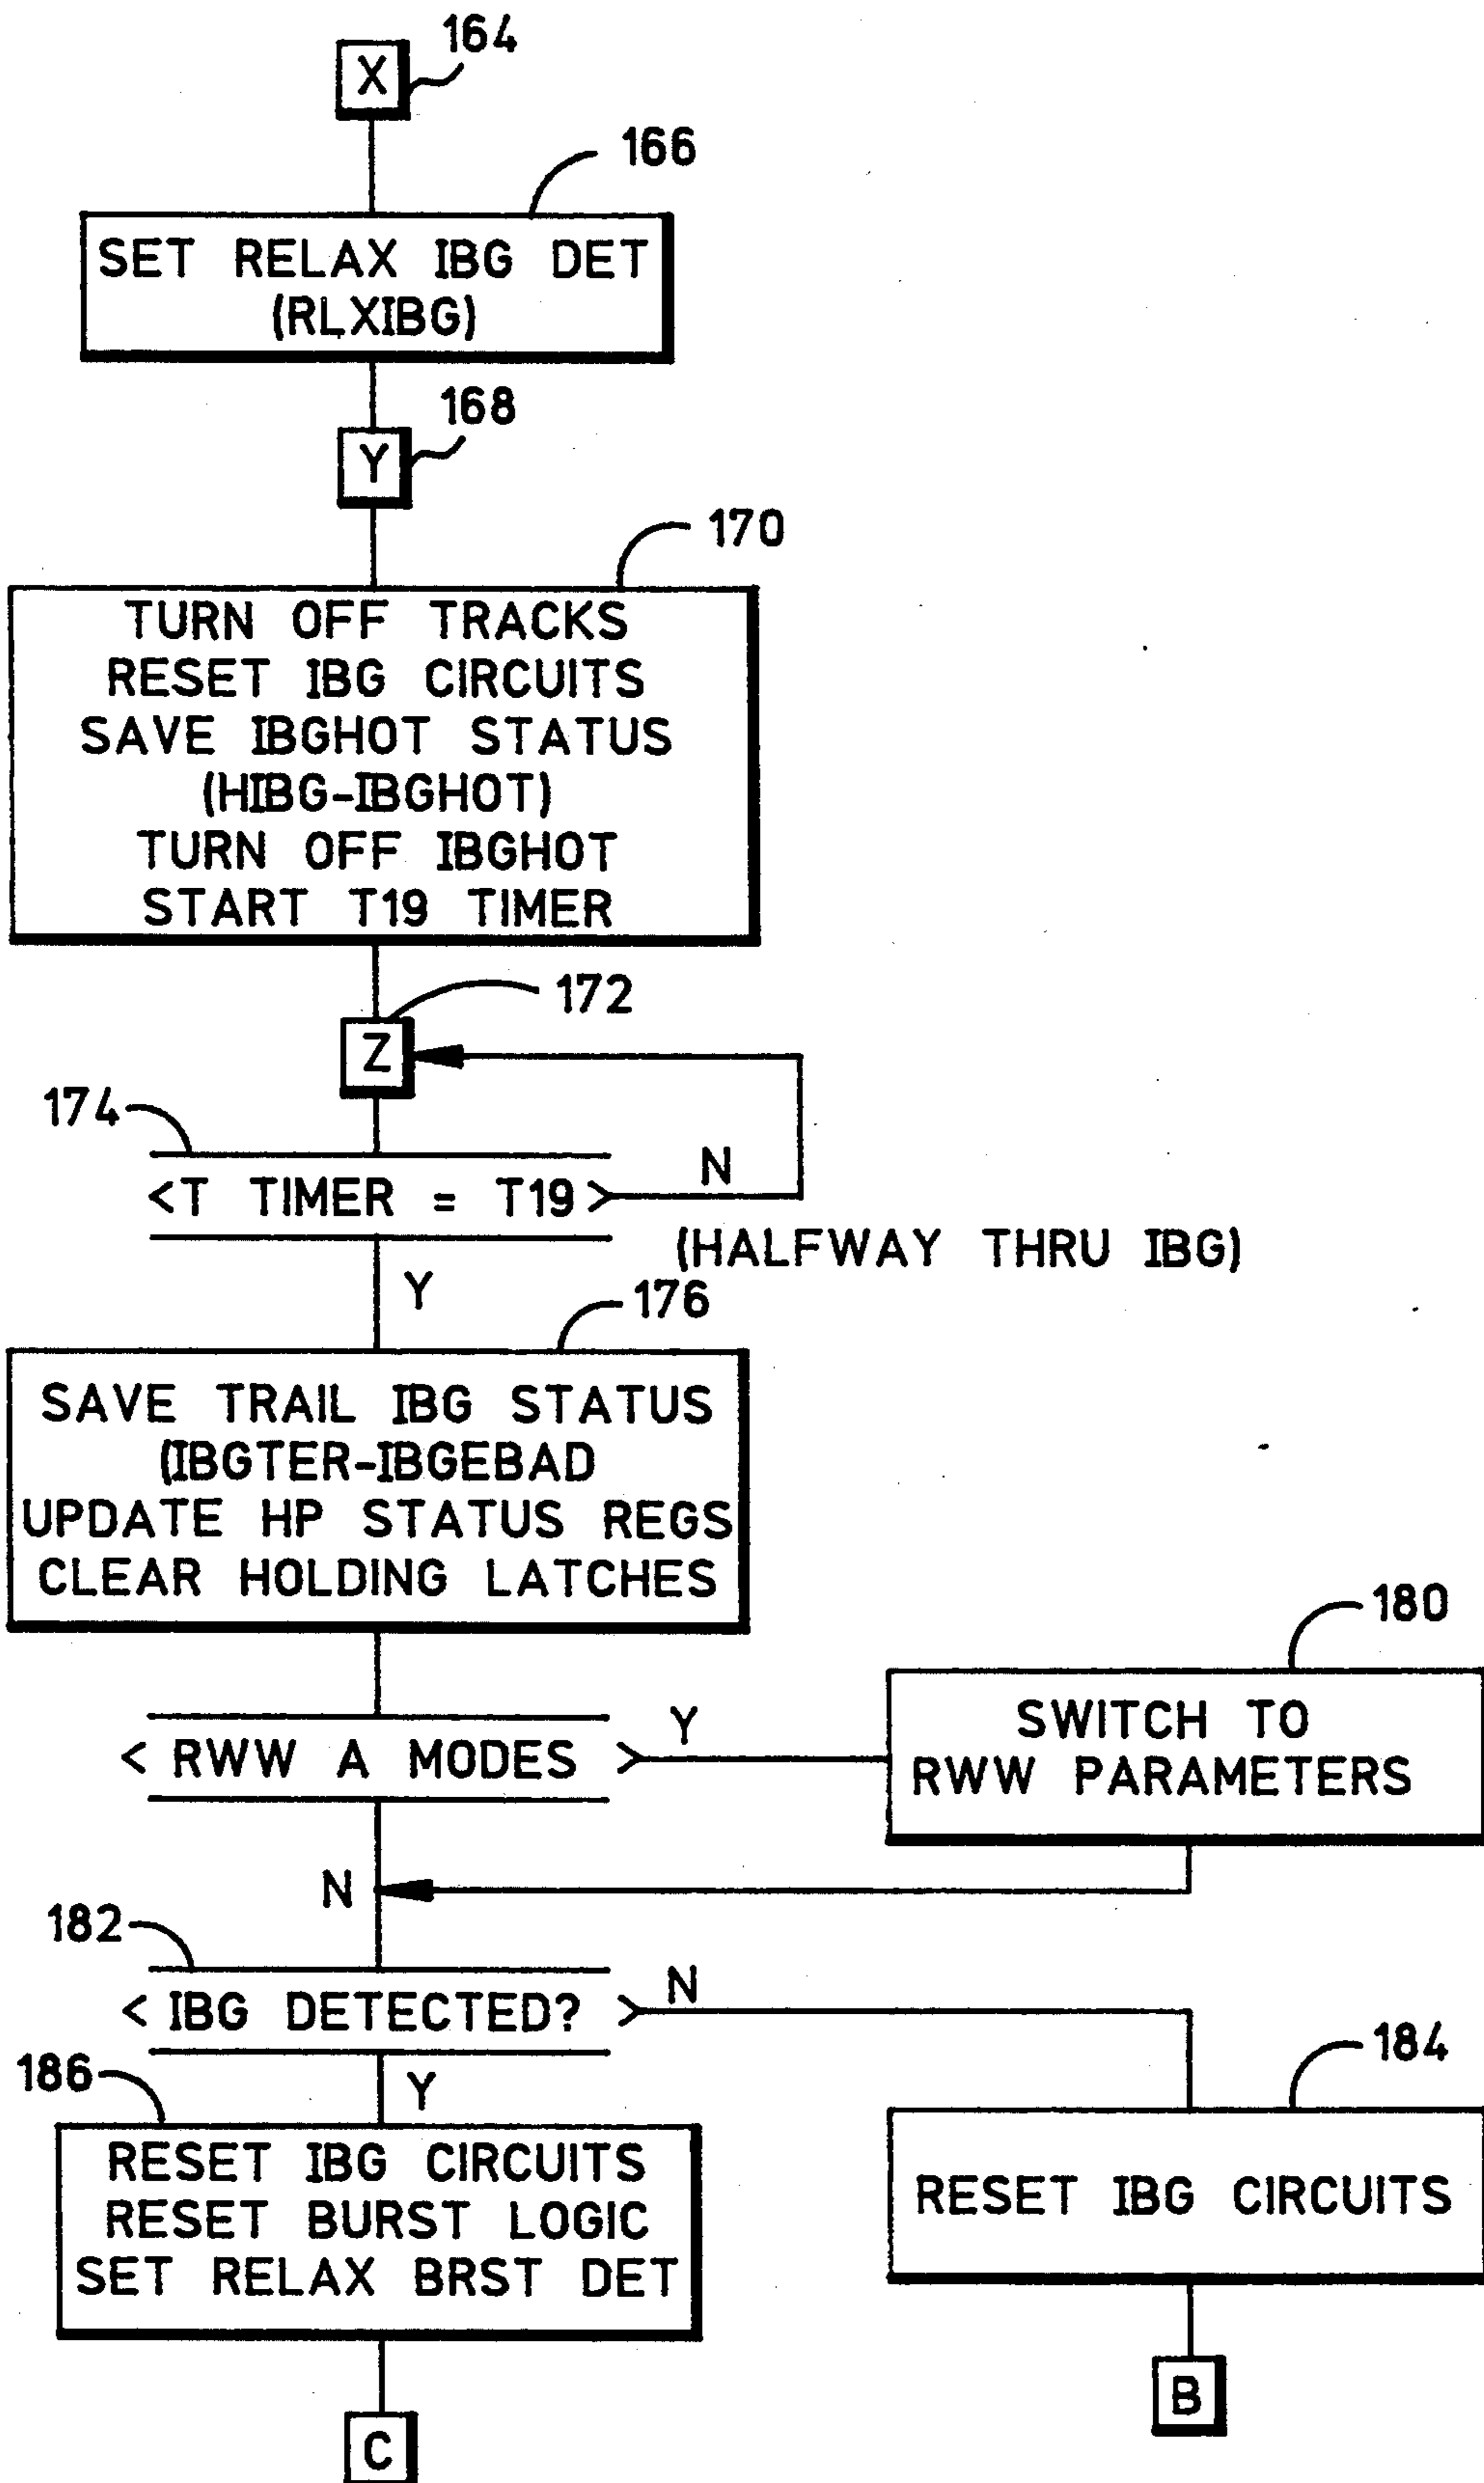 164
X
166
SET RELAX IBG DET
(RLXIBG)
168
Y
170
TURN OFF TRACKS
RESET IBG CIRCUITS
SAVE IBGHOT STATUS
(HIBG-IBGHOT)
TURN OFF IBGHOT
START T19 TIMER
172
Z
174
<T TIMER = T19>
N
(HALFWAY THRU IBG)
Y
176
SAVE TRAIL IBG STATUS
(IBGTER-IBGEBAD
UPDATE HP STATUS REGS
CLEAR HOLDING LATCHES
180
< RWW A MODES >
Y
SWITCH TO
RWW PARAMETERS
N
182
< IBG DETECTED? >
N
184
186
Y
RESET IBG CIRCUITS
RESET BURST LOGIC
SET RELAX BRST DET
RESET IBG CIRCUITS
B
C